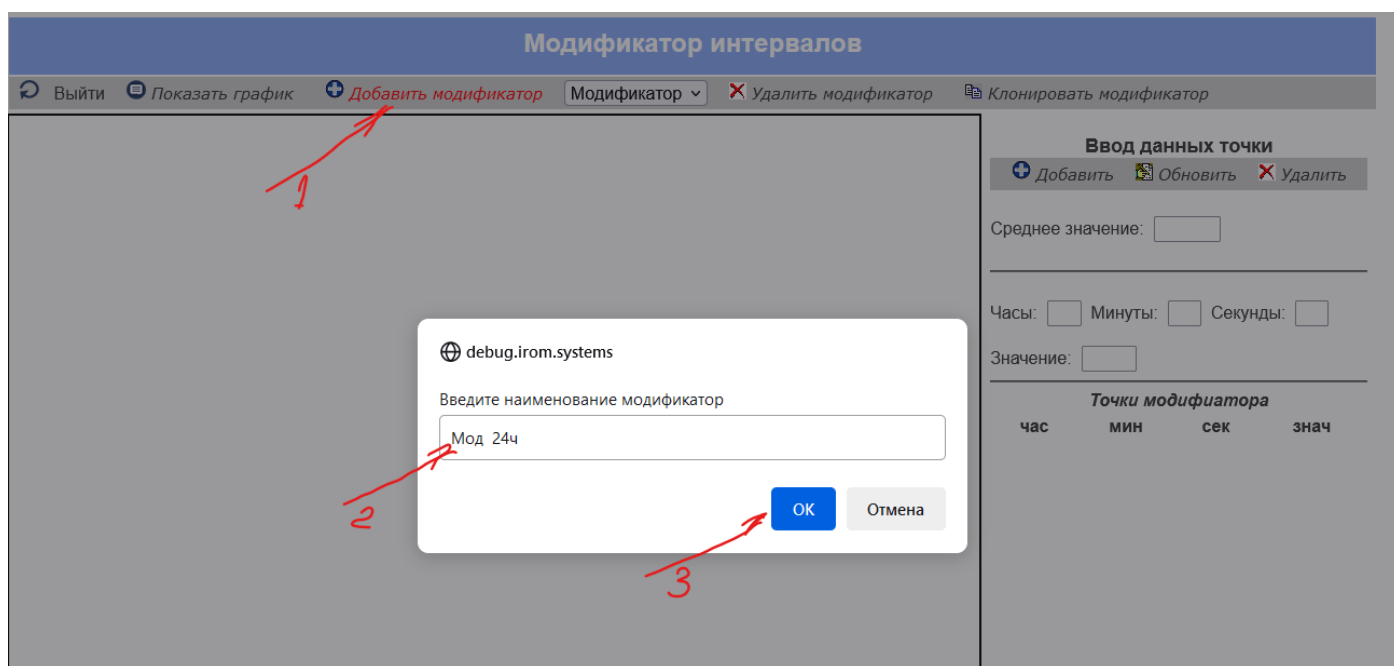 Модификатор интервалов
Выйти Показать график Добавить модификатор Модификатор Удалить модификатор Клонировать модификатор
1
Ввод данных точки
Добавить Обновить Удалить
Среднее значение:
Часы: Минуты: Секунды:
Значение:
Точки модифиатора
час мин сек знач
debug.irom.systems
Введите наименование модификатор
Мод 24ч
2
ОК Отмена
3